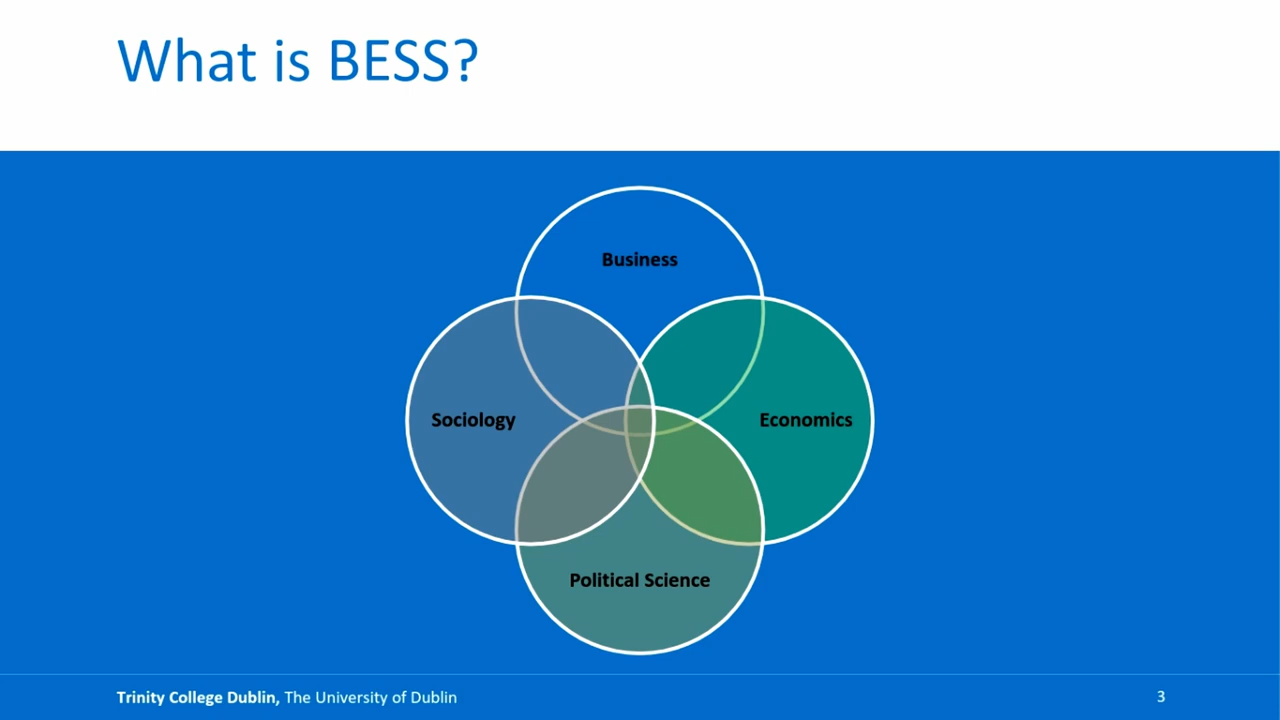 What is BESS?
Business
Sociology
Economics
Political Science
Trinity College Dublin, The University of Dublin
3